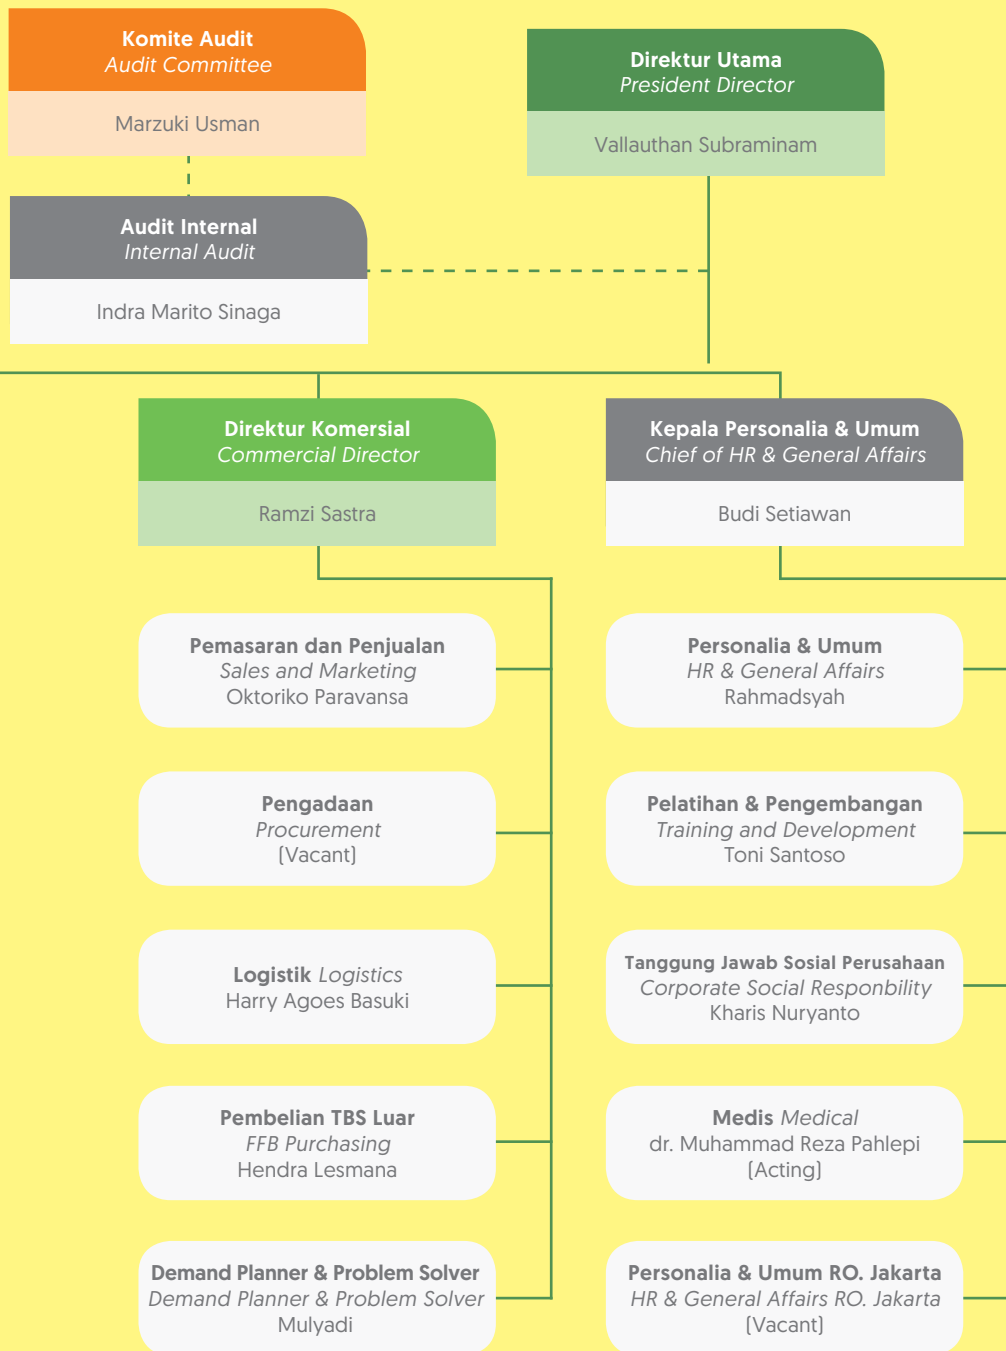 Komite Audit
Audit Committee
Marzuki Usman
Direktur Utama
President Director
Vallauthan Subraminam
Audit Internal
Internal Audit
Indra Marito Sinaga
Direktur Komersial
Commercial Director
Ramzi Sastra
Kepala Personalia & Umum
Chief of HR & General Affairs
Budi Setiawan
Pemasaran dan Penjualan
Sales and Marketing
Oktoriko Paravansa
Pengadaan
Procurement
(Vacant)
Logistik Logistics
Harry Agoes Basuki
Pembelian TBS Luar
FFB Purchasing
Hendra Lesmana
Demand Planner & Problem Solver
Demand Planner & Problem Solver
Mulyadi
Personalia & Umum
HR & General Affairs
Rahmadsyah
Pelatihan & Pengembangan
Training and Development
Toni Santoso
Tanggung Jawab Sosial Perusahaan
Corporate Social Responbility
Kharis Nuryanto
Medis Medical
dr. Muhammad Reza Pahlepi
(Acting)
Personalia & Umum RO. Jakarta
HR & General Affairs RO. Jakarta
(Vacant)